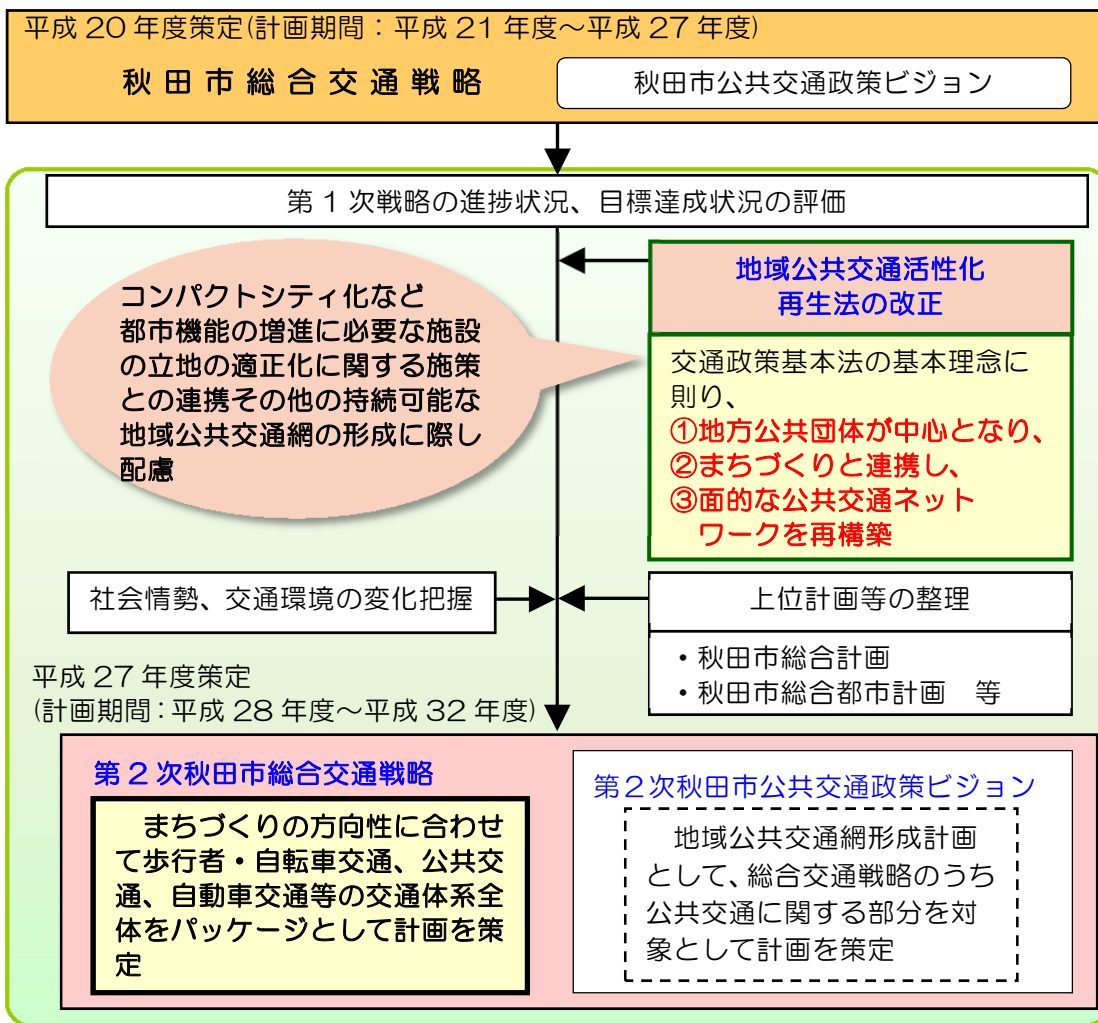 平成 20 年度策定(計画期間：平成 21 年度～平成 27 年度)
秋田市総合交通戦略
秋田市公共交通政策ビジョン
第 1 次戦略の進捗状況、目標達成状況の評価
地域公共交通活性化
再生法の改正
コンパクトシティ化など
都市機能の増進に必要な施設
の立地の適正化に関する施策
との連携その他の持続可能な
地域公共交通網の形成に際し
配慮
交通政策基本法の基本理念に
則り、
①地方公共団体が中心となり、
②まちづくりと連携し、
③面的な公共交通ネット
ワークを再構築
社会情勢、交通環境の変化把握
上位計画等の整理
・秋田市総合計画
・秋田市総合都市計画　等
平成 27 年度策定
(計画期間：平成 28 年度～平成 32 年度)
第 2 次秋田市総合交通戦略
まちづくりの方向性に合わせ
て歩行者・自転車交通、公共交
通、自動車交通等の交通体系全
体をパッケージとして計画を策
定
第２次秋田市公共交通政策ビジョン
地域公共交通網形成計画
として、総合交通戦略のうち
公共交通に関する部分を対
象として計画を策定